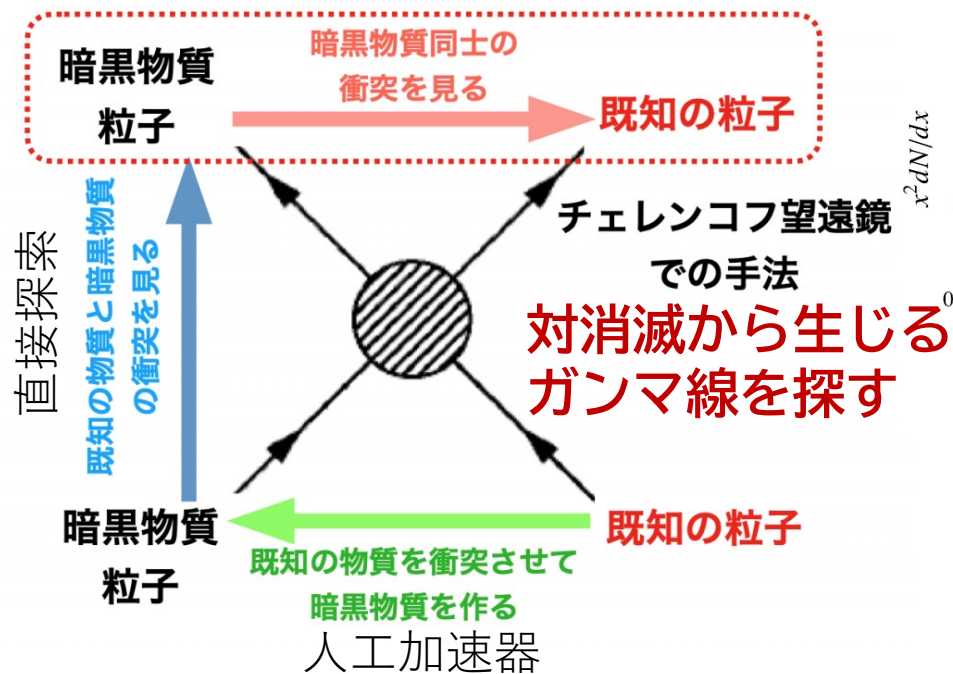 暗黒物質
粒子
暗黒物質同士の
衝突を見る
既知の粒子
x²dN/dx
チェレンコフ望遠鏡
での手法
0
対消滅から生じる
ガンマ線を探す
直接探索
既知の物質と暗黒物質
の衝突を見る
暗黒物質
粒子
既知の粒子
既知の物質を衝突させて
暗黒物質を作る
人工加速器